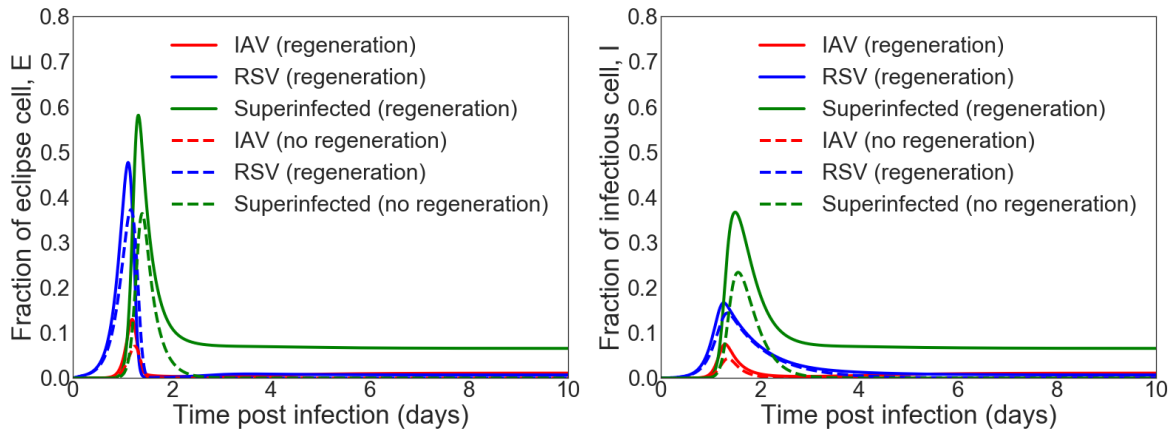 0.8
0.7
0.6
0.5
0.4
0.3
0.2
0.1
0.0
Fraction of eclipse cell, E
IAV (regeneration)
RSV (regeneration)
Superinfected (regeneration)
IAV (no regeneration)
RSV (regeneration)
Superinfected (no regeneration)
0 2 4 6 8 10
Time post infection (days)
0.8
0.7
0.6
0.5
0.4
0.3
0.2
0.1
0.0
Fraction of infectious cell, I
IAV (regeneration)
RSV (regeneration)
Superinfected (regeneration)
IAV (no regeneration)
RSV (regeneration)
Superinfected (no regeneration)
0 2 4 6 8 10
Time post infection (days)